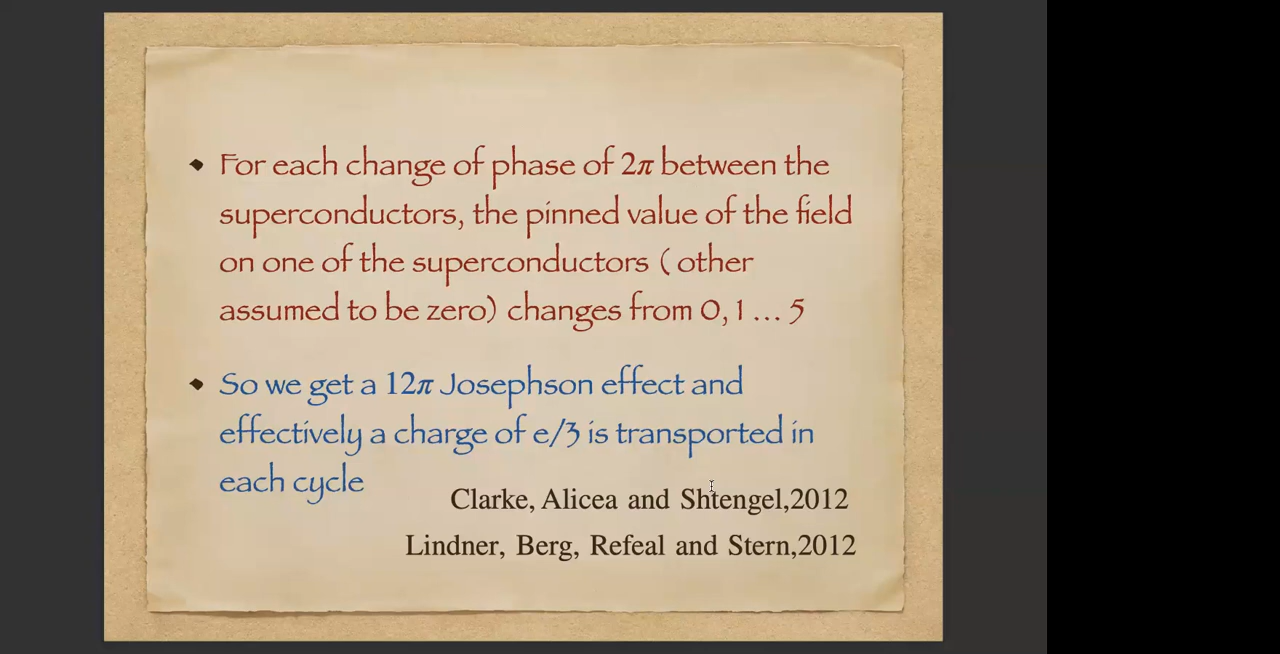 For each change of phase of 2π between the
superconductors, the pinned value of the field
on one of the superconductors ( other
assumed to be zero) changes from 0, 1 … 5
So we get a 12π Josephson effect and
effectively a charge of e/3 is transported in
each cycle
Clarke, Alicea and Shtengel,2012
Lindner, Berg, Refeal and Stern,2012